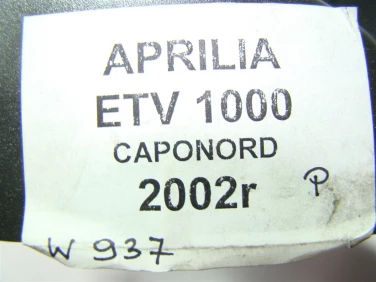 APRILIA
ETV 1000
CAPONORD
2002r P
W 937